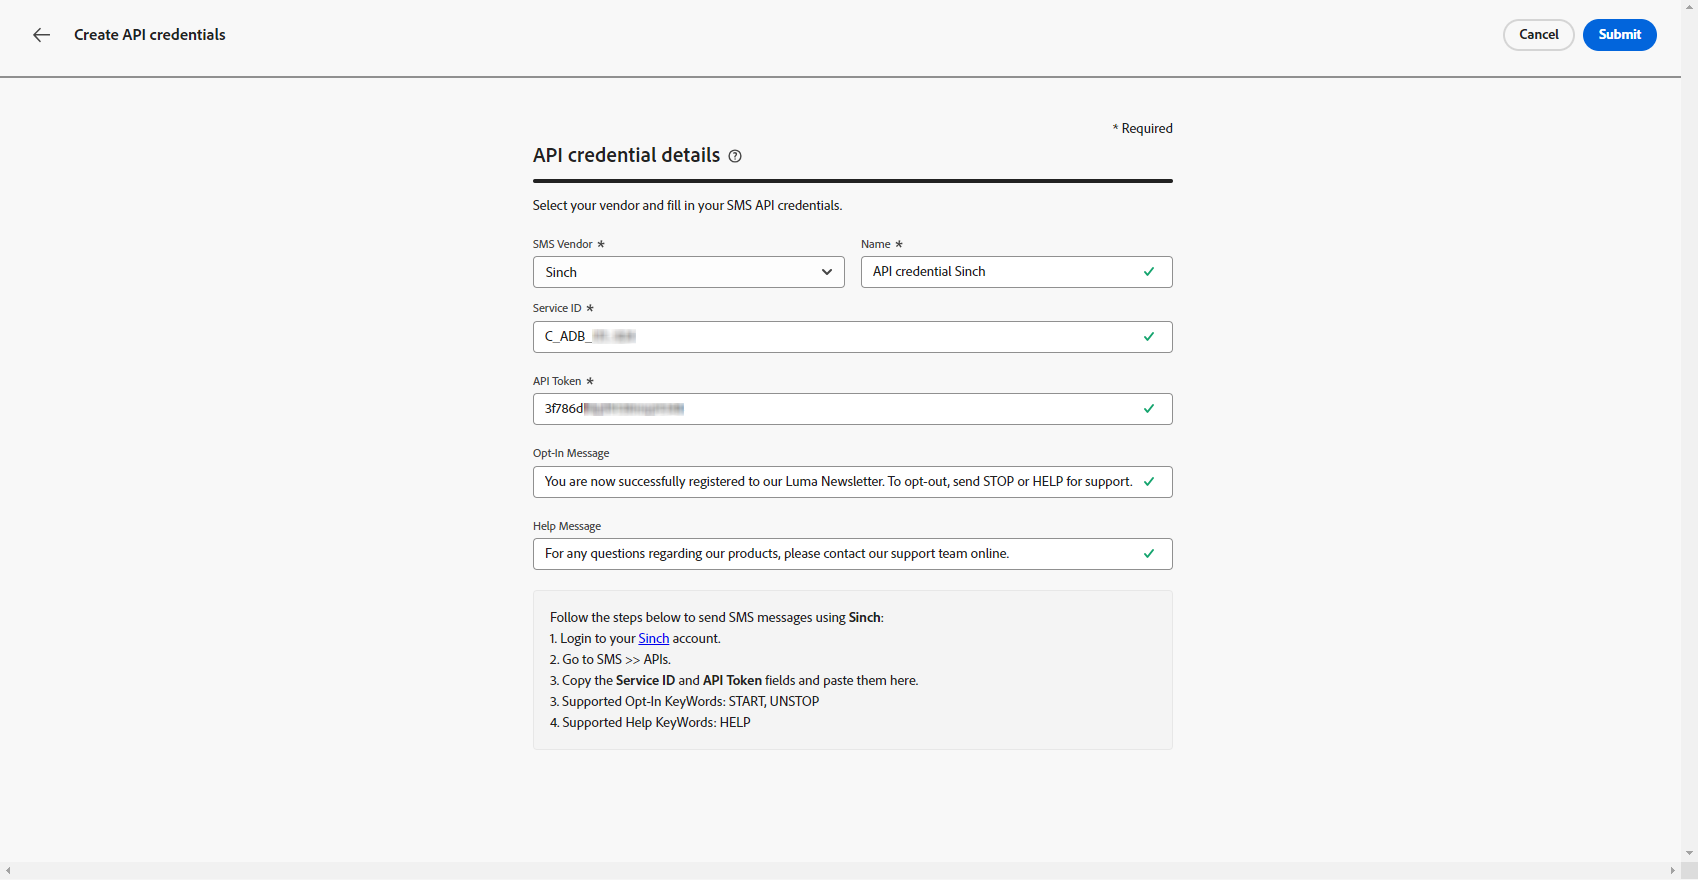 Create API credentials
Cancel
Submit
* Required
API credential details
Select your vendor and fill in your SMS API credentials.
SMS Vendor *
Name *
Sinch
API credential Sinch
Service ID *
C_ADB_
API Token *
3f786d
Opt-In Message
You are now successfully registered to our Luma Newsletter. To opt-out, send STOP or HELP for support.
Help Message
For any questions regarding our products, please contact our support team online.
Follow the steps below to send SMS messages using Sinch:
1. Login to your Sinch account.
2. Go to SMS >> APIs.
3. Copy the Service ID and API Token fields and paste them here.
3. Supported Opt-In KeyWords: START, UNSTOP
4. Supported Help KeyWords: HELP